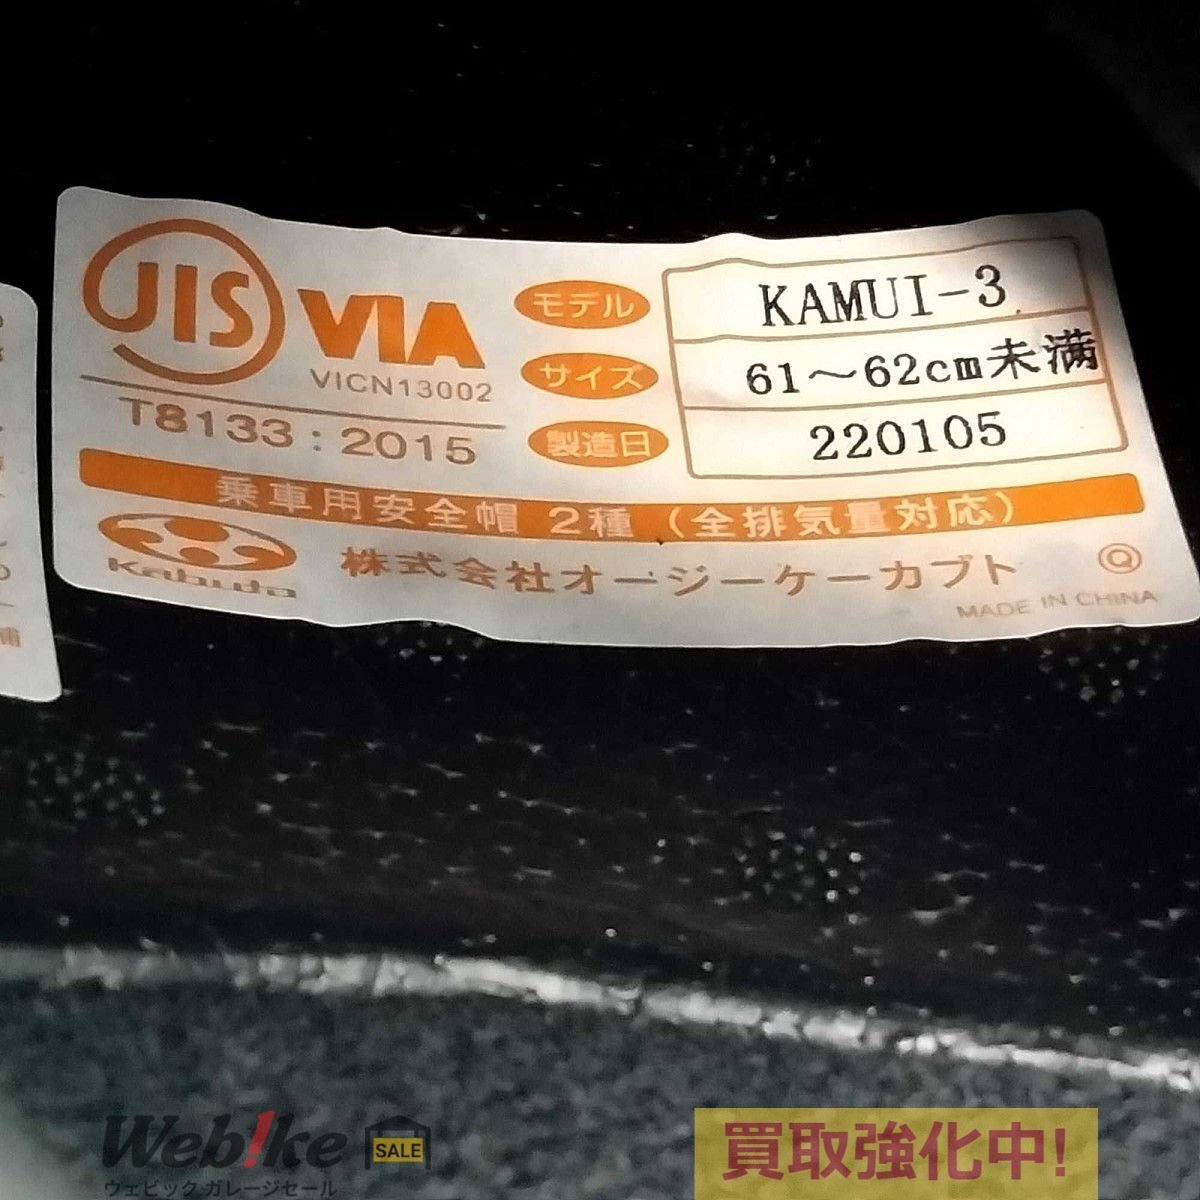 JIS VIA
VICN13002
T8133:2015
モデル KAMUI-3
サイズ 61～62cm未満
製造日 220105
乗車用安全帽 2種 (全排気量対応)
Kabuto 株式会社オージーケーカブト Q
MADE IN CHINA
Web!ke SALE
ウェビック ガレージセール
買取強化中!